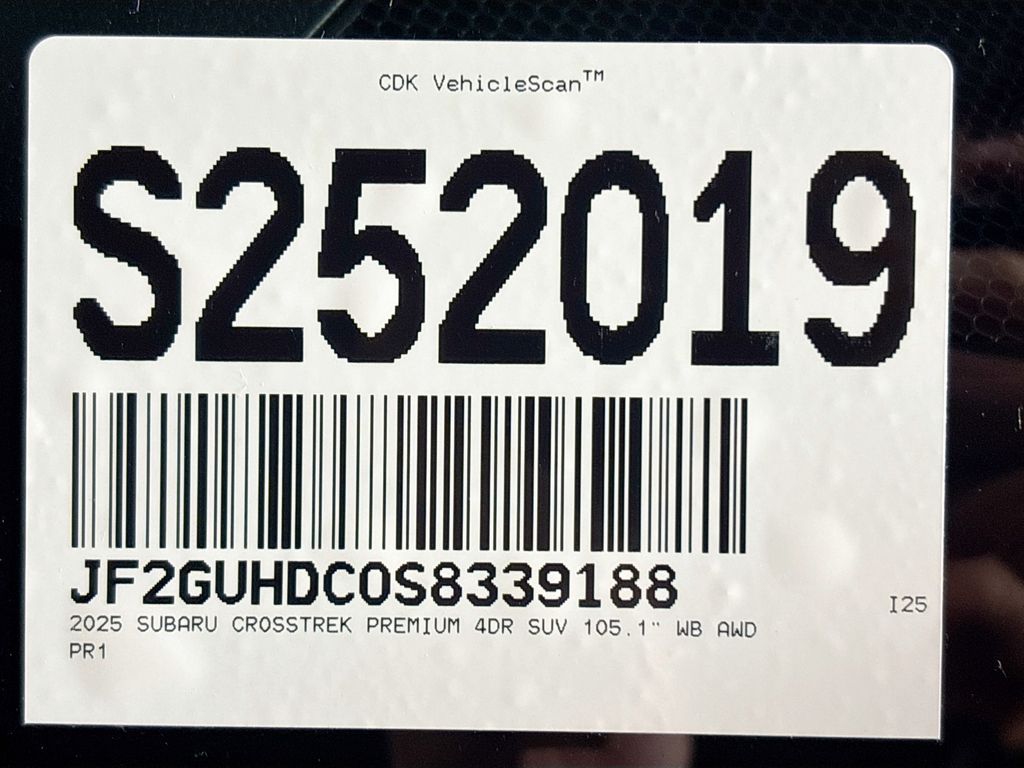 CDK VehicleScan™
S252019
JF2GUHDC0S8339188
I25
2025 SUBARU CROSSTREK PREMIUM 4DR SUV 105.1" WB AWD
PR1